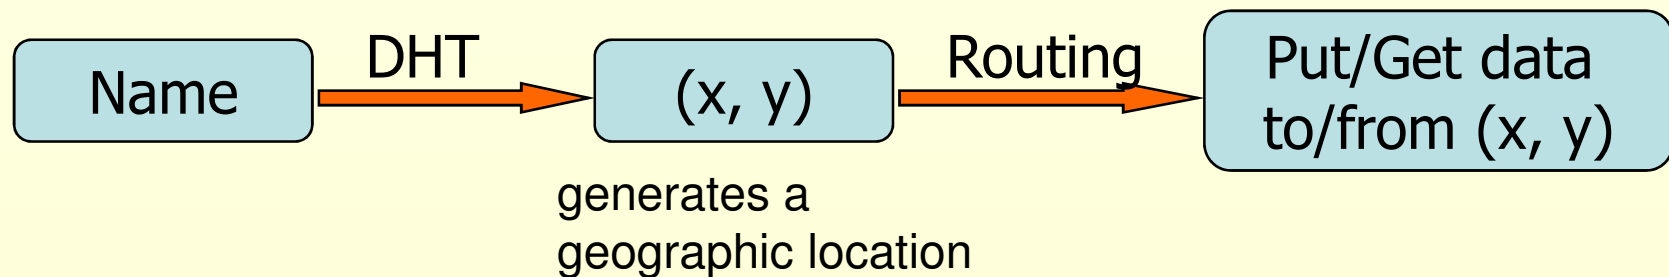 Name
DHT
(x, y)
generates a
geographic location
Routing
Put/Get data
to/from (x, y)